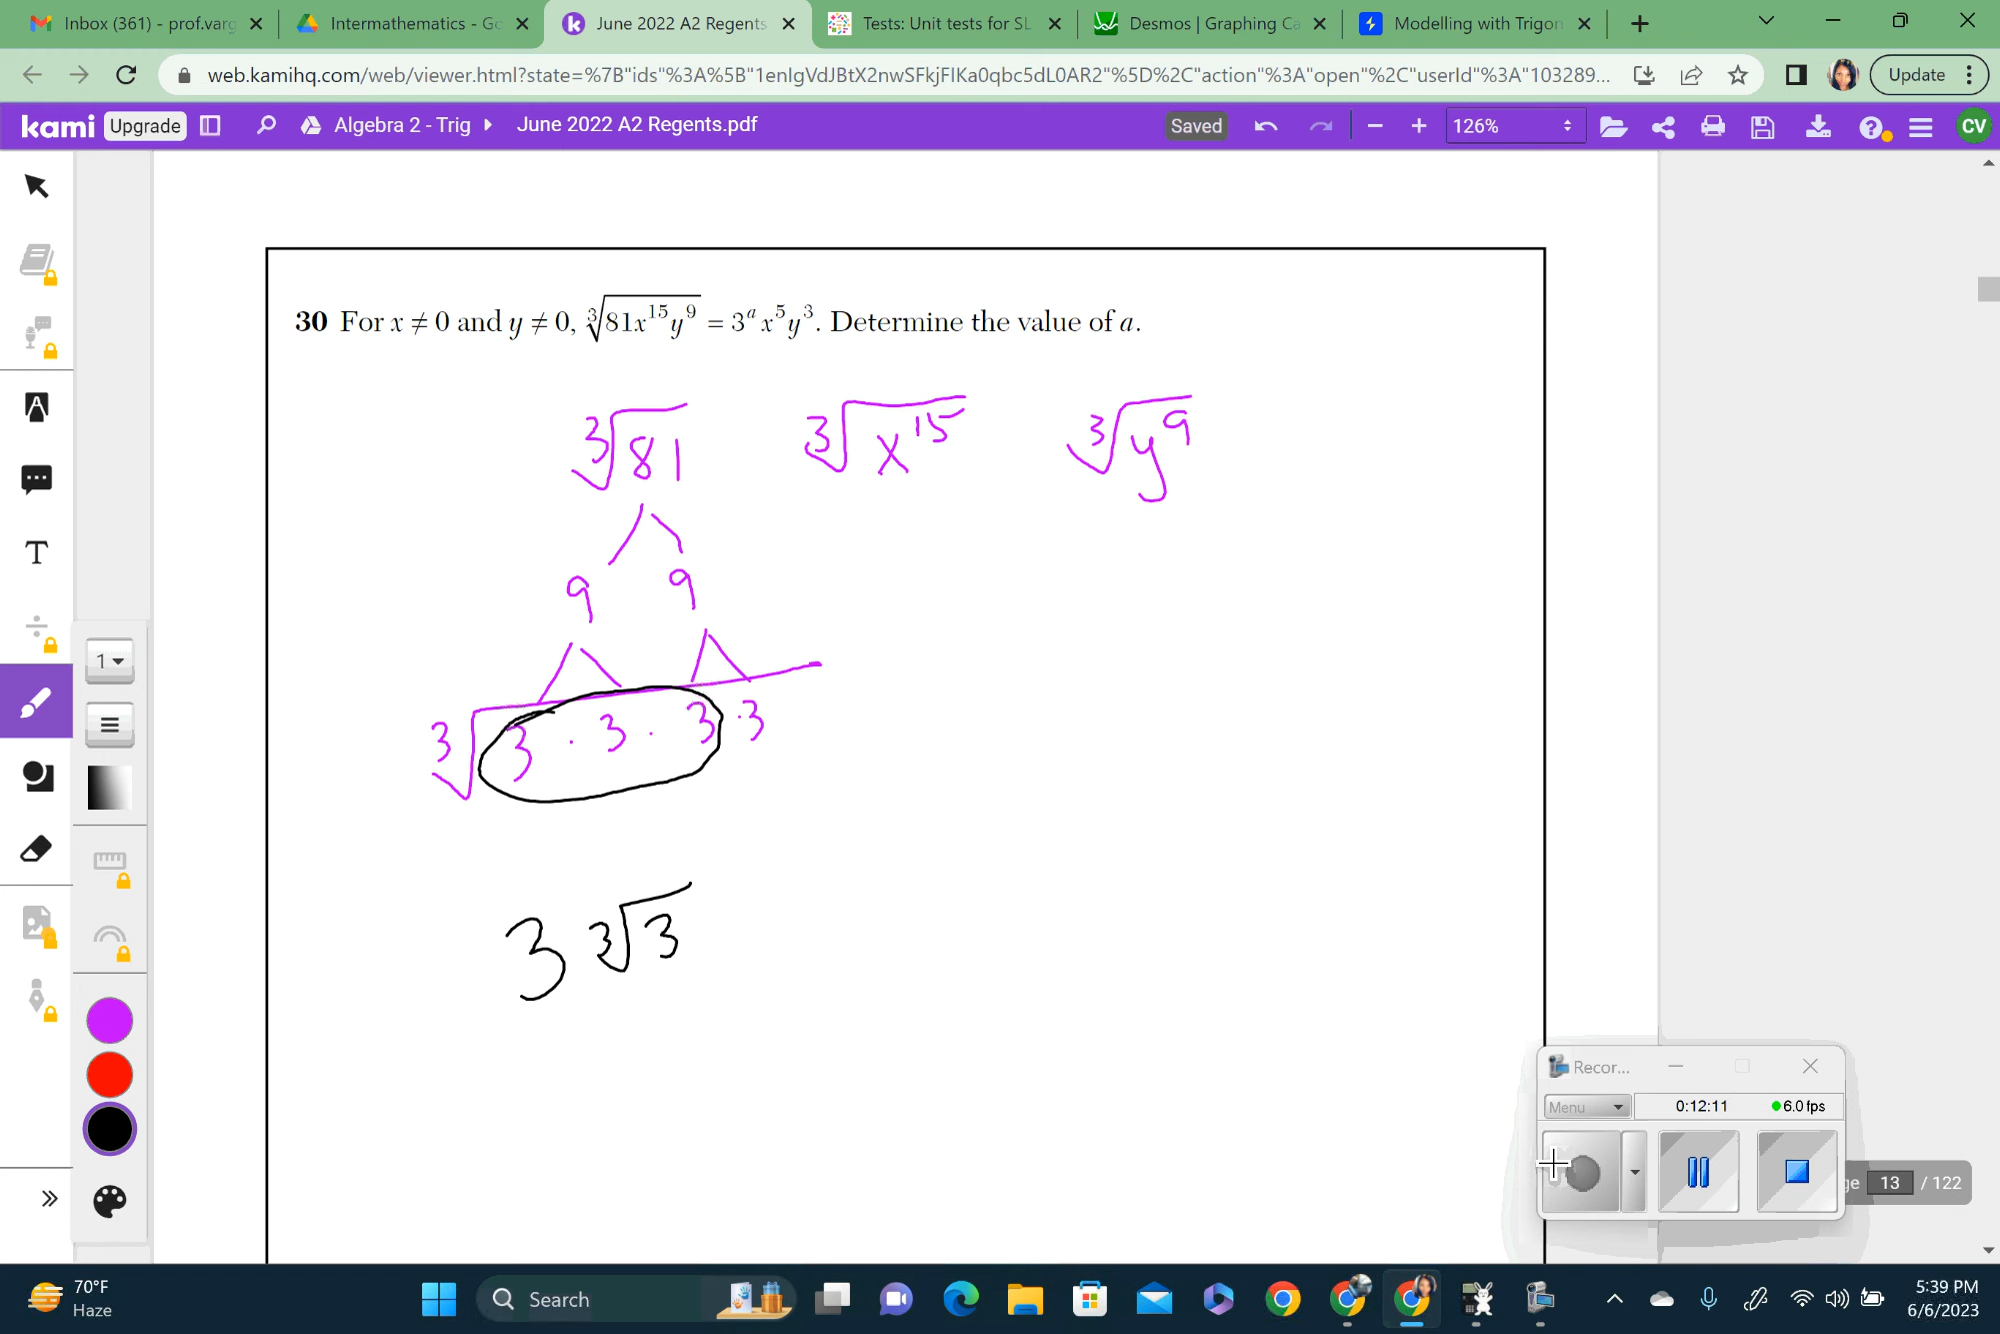 Inbox (361) - prof.varg
Intermathematics - Go
June 2022 A2 Regents
Tests: Unit tests for SL
Desmos | Graphing Ca
Modelling with Trigon
web.kamihq.com/web/viewer.html?state=%7B"ids"%3A%5B"1enIgVdJBtX2nwSFkjFIKa0qbc5dL0AR2"%5D%2C"action"%3A"open"%2C"userId"%3A"103289...
Update
kami Upgrade Algebra 2 - Trig June 2022 A2 Regents.pdf Saved 126% CV
30 For x ≠ 0 and y ≠ 0, ∛(81x¹⁵y⁹) = 3ᵃx⁵y³. Determine the value of a.
∛81 ∛x¹⁵ ∛y⁹
9 9
∛3 · 3 · 3 · 3
3 ∛3
1
T
Recor...
Menu 0:12:11 6.0 fps
ge 13 / 122
70°F
Haze
Search
5:39 PM
6/6/2023